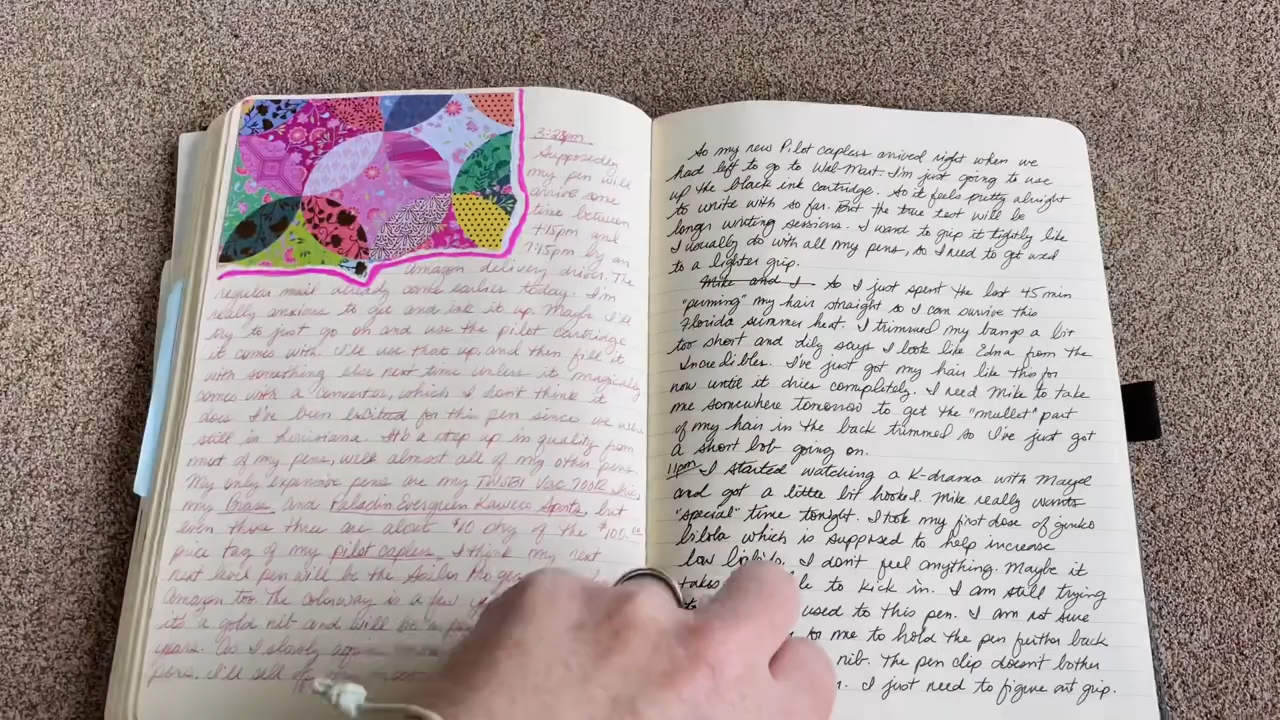 3:28pm
Supposedly
my pen will
arrive some
time between
4:15pm and
7:15pm by an
amazon delivery driver. The
regular mail already came earlier today. I'm
really anxious to get and ink it up. Maybe I'll
try to just go on and use the pilot cartridge
it comes with. I'll use that up, and then fill it
with something else next time unless it magically
comes with a converter, which I don't think it
does. I've been excited for this pen since we were
still in Louisiana. It's a step up in quality from
most of my pens, well almost all of my other pens.
My only expensive pens are my TWSBI Vac 700R
my Brass and Paladin Evergreen Kaweco Sports, but
even those three are about $10 shy of the $100.
price tag of my pilot capless. I think my next
next level pen will be the Sailor Pro
Amazon too. The colorway is a few
it's a gold nib and will be a
years. As I slowly
pens, I'll sell
So my new Pilot capless arrived right when we
had left to go to Wal-Mart. I'm just going to use
up the black ink cartridge. So it feels pretty alright
to write with so far. But the true test will be
longer writing sessions. I want to grip it tightly like
I usually do with all my pens, so I need to get used
to a lighter grip.
Mike and I So I just spent the last 45 min
"perming" my hair straight so I can survive this
Florida summer heat. I trimmed my bangs a bit
too short and dily says I look like Edna from the
Incredibles. I've just got my hair like this for
now until it dries completely. I need Mike to take
me somewhere tomorrow to get the "mullet" part
of my hair in the back trimmed so I've just got
a short bob going on.
11pm I started watching a K-drama with
and got a little bit hooked. Mike really wants
"special" time tonight. I took my first dose of ginko
biloba which is supposed to help increase
low libido. I don't feel anything. Maybe it
takes to kick in. I am still trying
used to this pen. I am not sure
for me to hold the pen further back
nib. The pen clip doesn't bother
I just need to figure out grip.